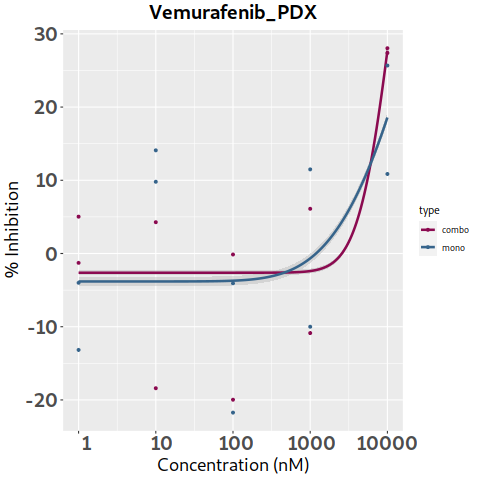 Vemurafenib_PDX
30
20
10
0
-10
-20
% Inhibition
1 10 100 1000 10000
Concentration (nM)
type
combo
mono